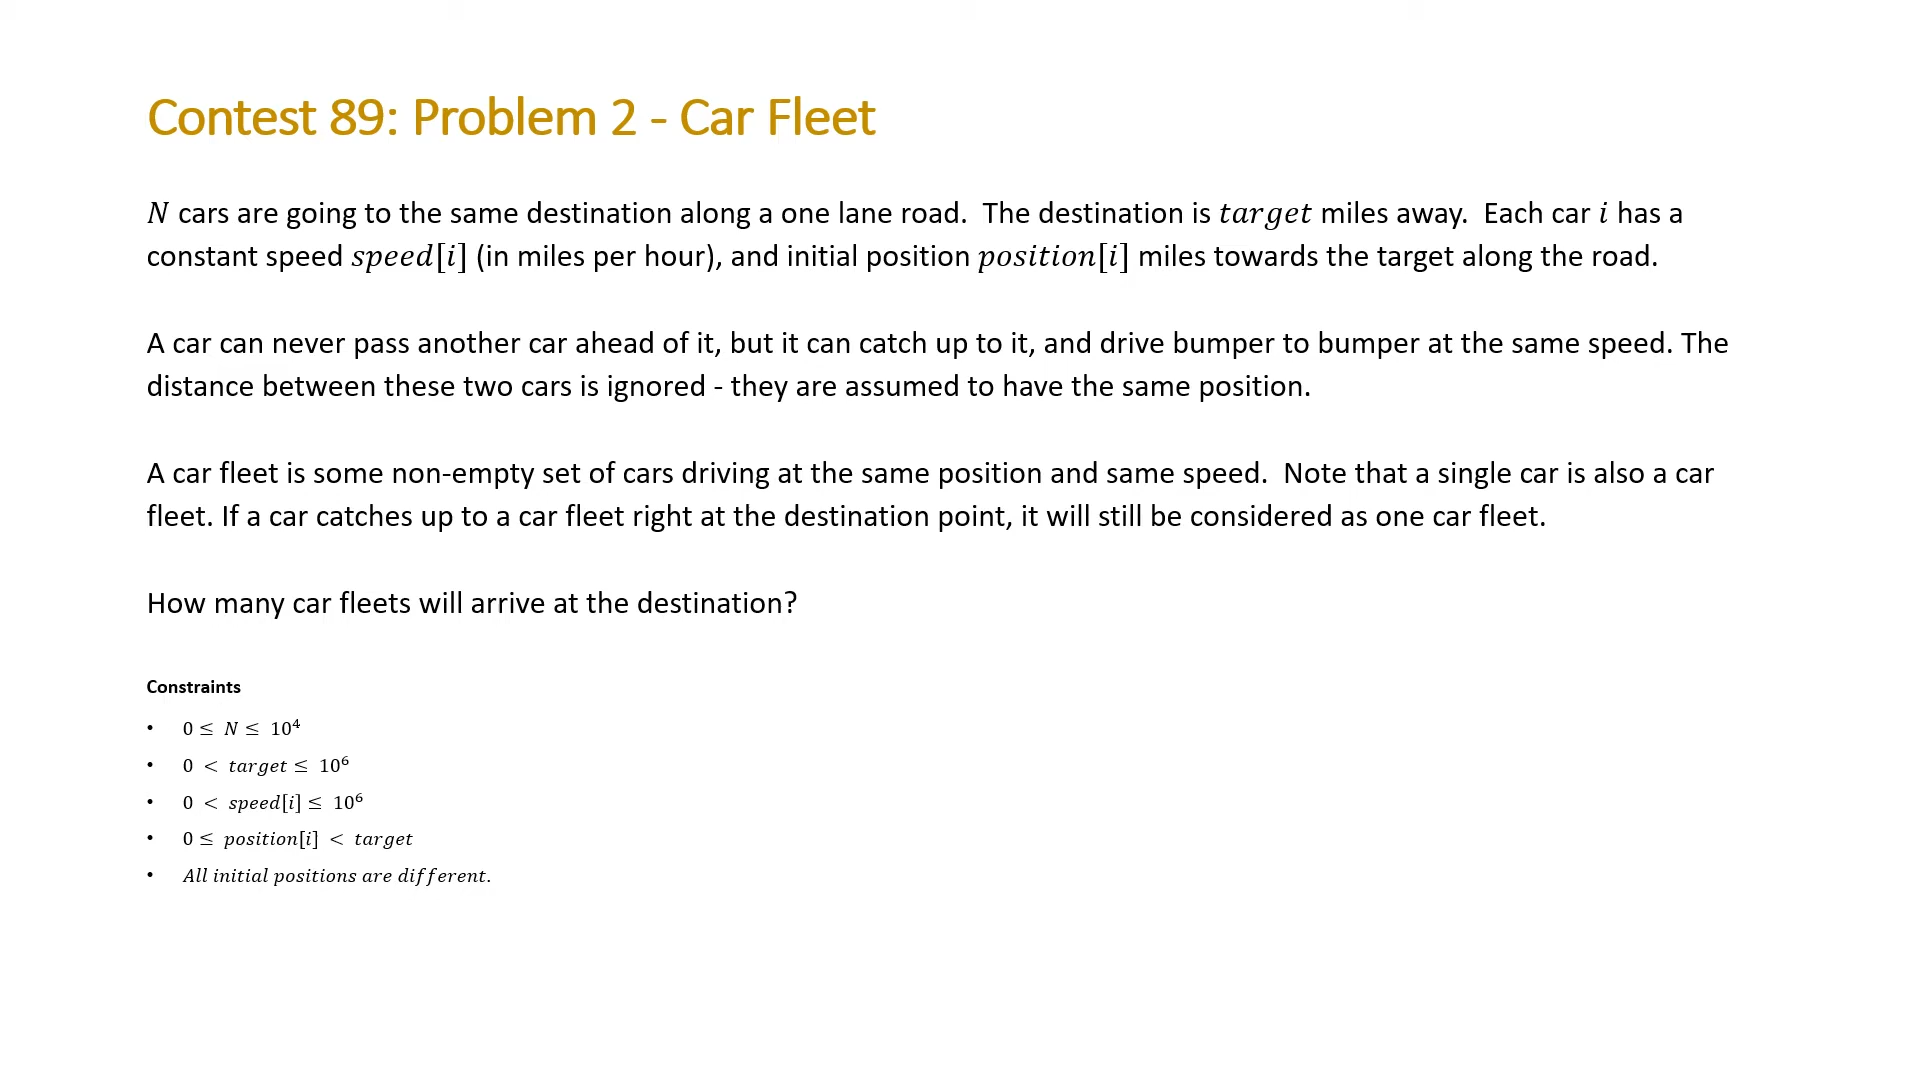 Contest 89: Problem 2 - Car Fleet
N cars are going to the same destination along a one lane road.  The destination is target miles away.  Each car i has a
constant speed speed[i] (in miles per hour), and initial position position[i] miles towards the target along the road.
A car can never pass another car ahead of it, but it can catch up to it, and drive bumper to bumper at the same speed. The
distance between these two cars is ignored - they are assumed to have the same position.
A car fleet is some non-empty set of cars driving at the same position and same speed.  Note that a single car is also a car
fleet. If a car catches up to a car fleet right at the destination point, it will still be considered as one car fleet.
How many car fleets will arrive at the destination?
Constraints
• 0 ≤ N ≤ 10⁴
• 0 < target ≤ 10⁶
• 0 < speed[i] ≤ 10⁶
• 0 ≤ position[i] < target
• All initial positions are different.